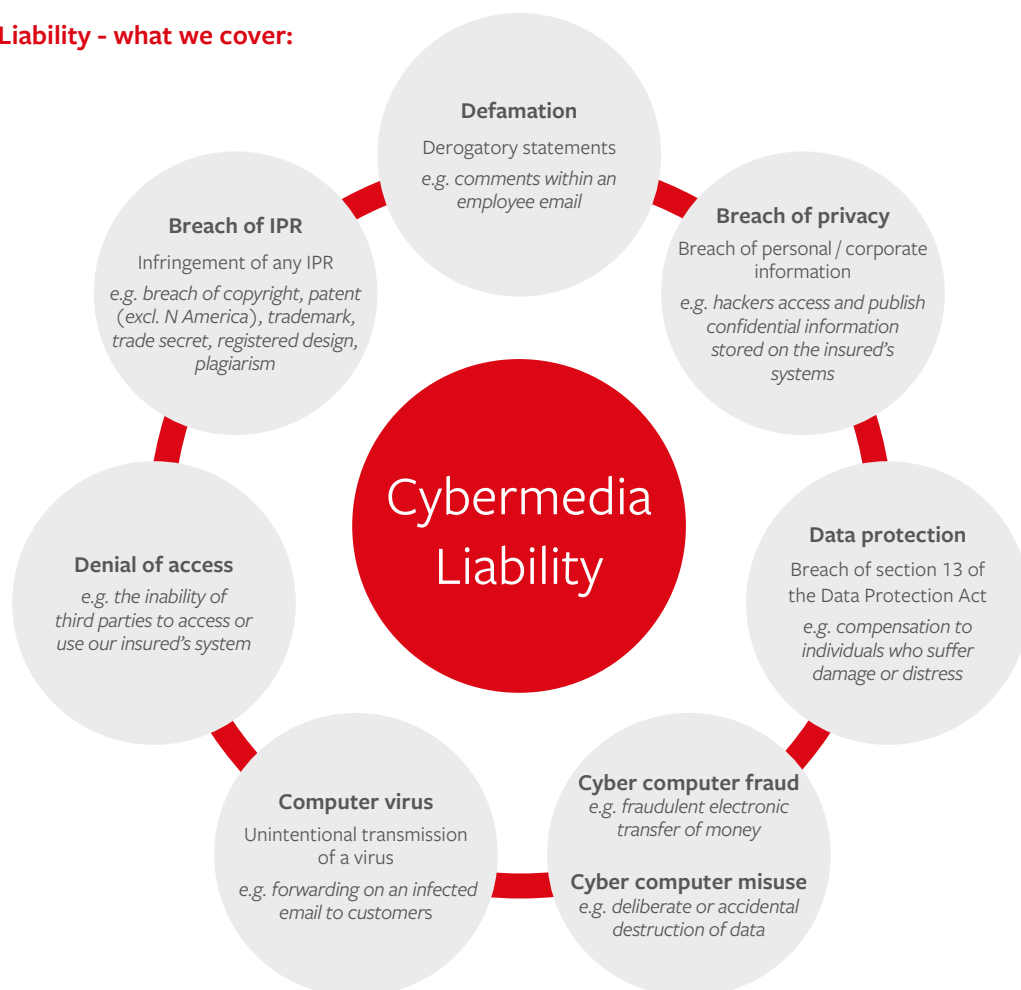 Liability - what we cover:
Defamation
Derogatory statements
e.g. comments within an
employee email
Breach of privacy
Breach of personal / corporate
information
e.g. hackers access and publish
confidential information
stored on the insured's
systems
Data protection
Breach of section 13 of
the Data Protection Act
e.g. compensation to
individuals who suffer
damage or distress
Cyber computer fraud
e.g. fraudulent electronic
transfer of money
Cyber computer misuse
e.g. deliberate or accidental
destruction of data
Computer virus
Unintentional transmission
of a virus
e.g. forwarding on an infected
email to customers
Denial of access
e.g. the inability of
third parties to access or
use our insured's system
Breach of IPR
Infringement of any IPR
e.g. breach of copyright, patent
(excl. N America), trademark,
trade secret, registered design,
plagiarism
Cybermedia
Liability